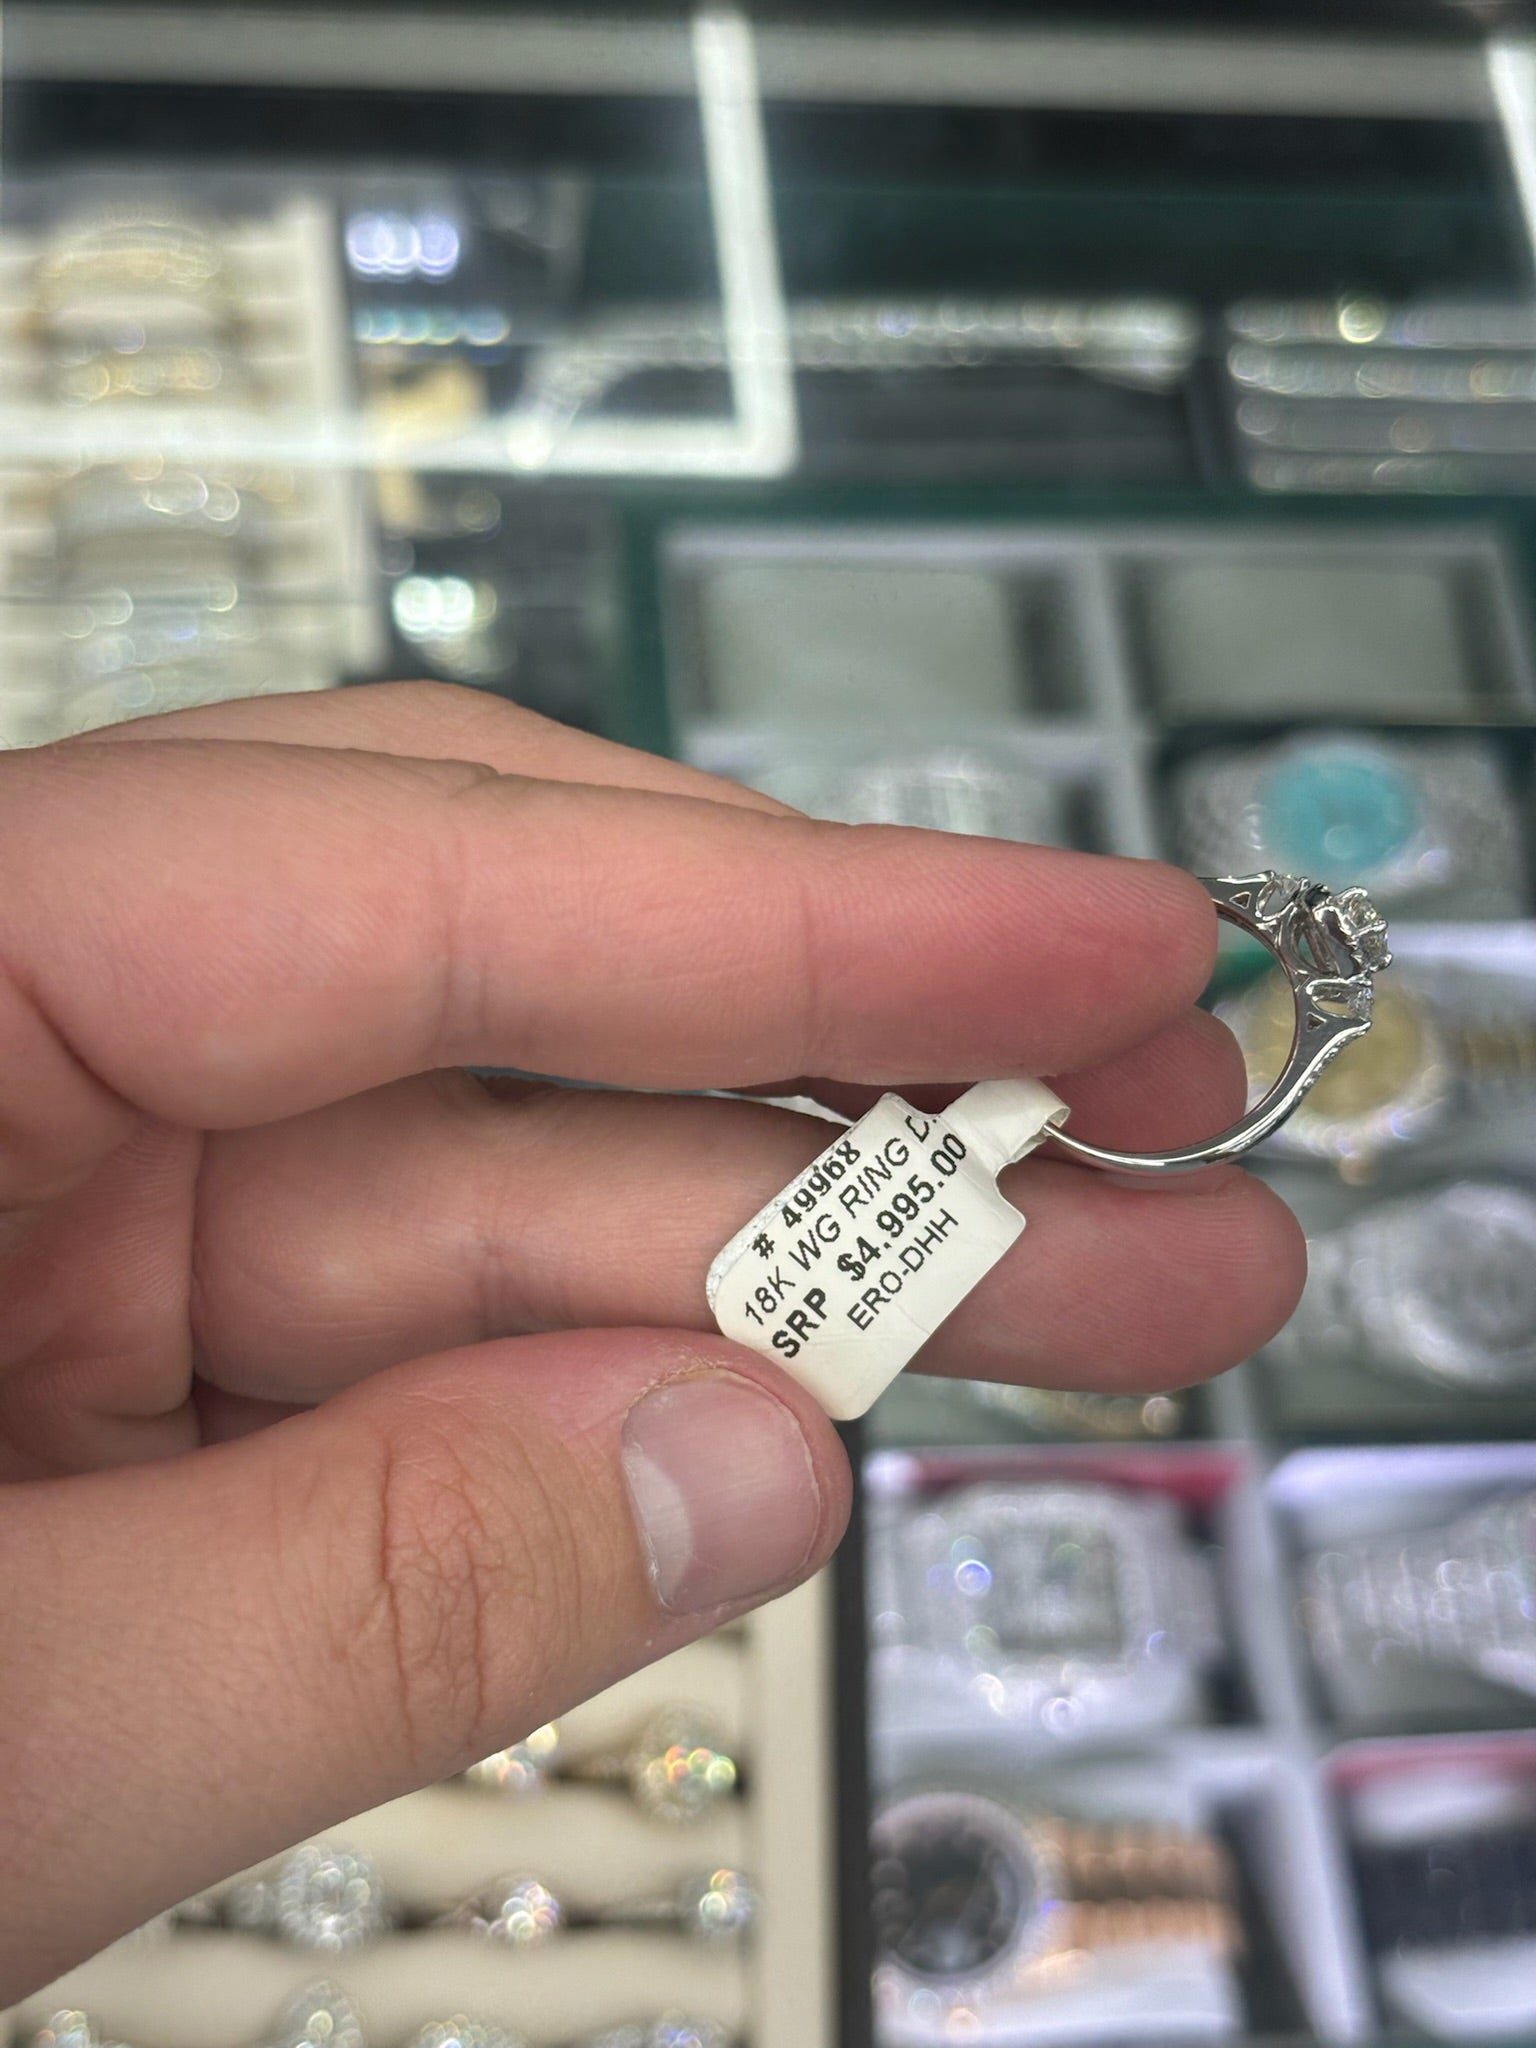 # 49968
18K WG RING D
SRP $4,995.00
ERO-DHH